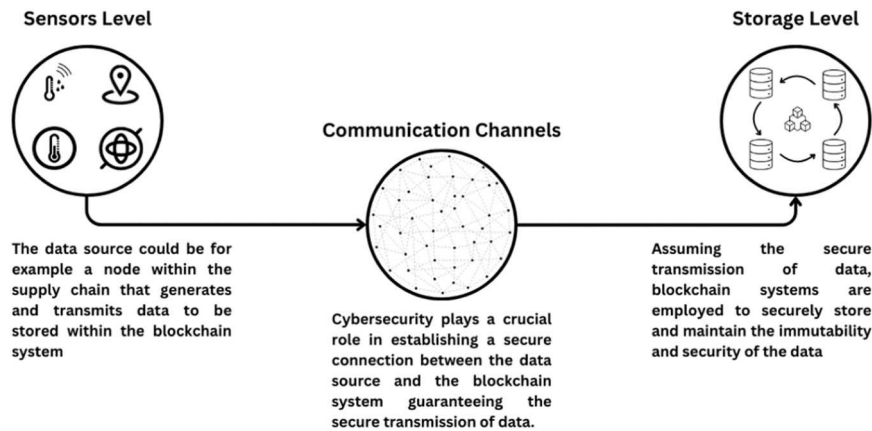 Sensors Level
The data source could be for
example a node within the
supply chain that generates
and transmits data to be
stored within the blockchain
system
Communication Channels
Cybersecurity plays a crucial
role in establishing a secure
connection between the data
source and the blockchain
system guaranteeing the
secure transmission of data.
Storage Level
Assuming the secure
transmission of data,
blockchain systems are
employed to securely store
and maintain the immutability
and security of the data